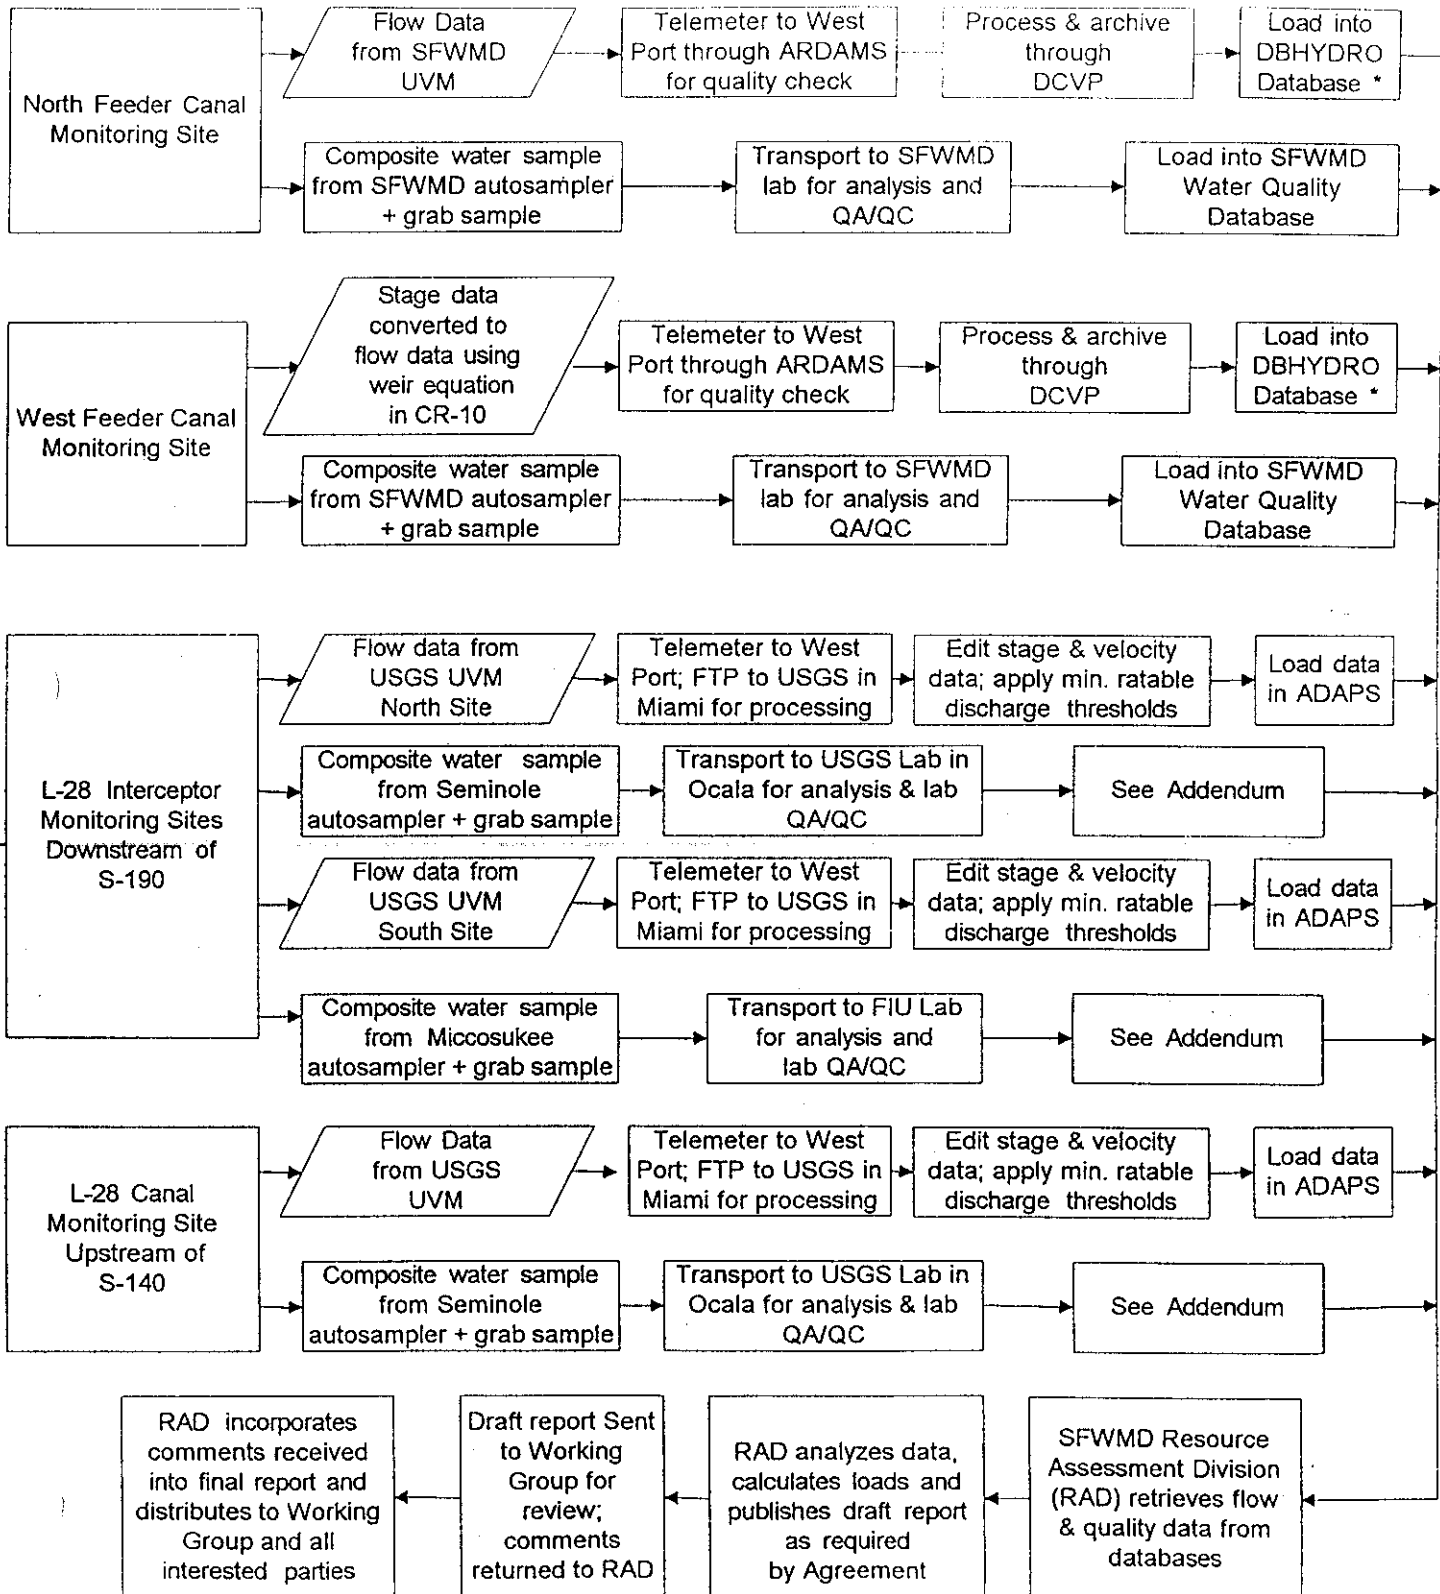 North Feeder Canal
Monitoring Site
Flow Data
from SFWMD
UVM
Telemeter to West
Port through ARDAMS
for quality check
Process & archive
through
DCVP
Load into
DBHYDRO
Database *
Composite water sample
from SFWMD autosampler
+ grab sample
Transport to SFWMD
lab for analysis and
QA/QC
Load into SFWMD
Water Quality
Database
West Feeder Canal
Monitoring Site
Stage data
converted to
flow data using
weir equation
in CR-10
Telemeter to West
Port through ARDAMS
for quality check
Process & archive
through
DCVP
Load into
DBHYDRO
Database *
Composite water sample
from SFWMD autosampler
+ grab sample
Transport to SFWMD
lab for analysis and
QA/QC
Load into SFWMD
Water Quality
Database
L-28 Interceptor
Monitoring Sites
Downstream of
S-190
Flow data from
USGS UVM
North Site
Telemeter to West
Port; FTP to USGS in
Miami for processing
Edit stage & velocity
data; apply min. ratable
discharge thresholds
Load data
in ADAPS
Composite water sample
from Seminole
autosampler + grab sample
Transport to USGS Lab in
Ocala for analysis & lab
QA/QC
See Addendum
Flow data from
USGS UVM
South Site
Telemeter to West
Port; FTP to USGS in
Miami for processing
Edit stage & velocity
data; apply min. ratable
discharge thresholds
Load data
in ADAPS
Composite water sample
from Miccosukee
autosampler + grab sample
Transport to FIU Lab
for analysis and
lab QA/QC
See Addendum
L-28 Canal
Monitoring Site
Upstream of
S-140
Flow Data
from USGS
UVM
Telemeter to West
Port; FTP to USGS in
Miami for processing
Edit stage & velocity
data; apply min. ratable
discharge thresholds
Load data
in ADAPS
Composite water sample
from Seminole
autosampler + grab sample
Transport to USGS Lab in
Ocala for analysis & lab
QA/QC
See Addendum
RAD incorporates
comments received
into final report and
distributes to Working
Group and all
interested parties
Draft report Sent
to Working
Group for
review;
comments
returned to RAD
RAD analyzes data,
calculates loads and
publishes draft report
as required
by Agreement
SFWMD Resource
Assessment Division
(RAD) retrieves flow
& quality data from
databases